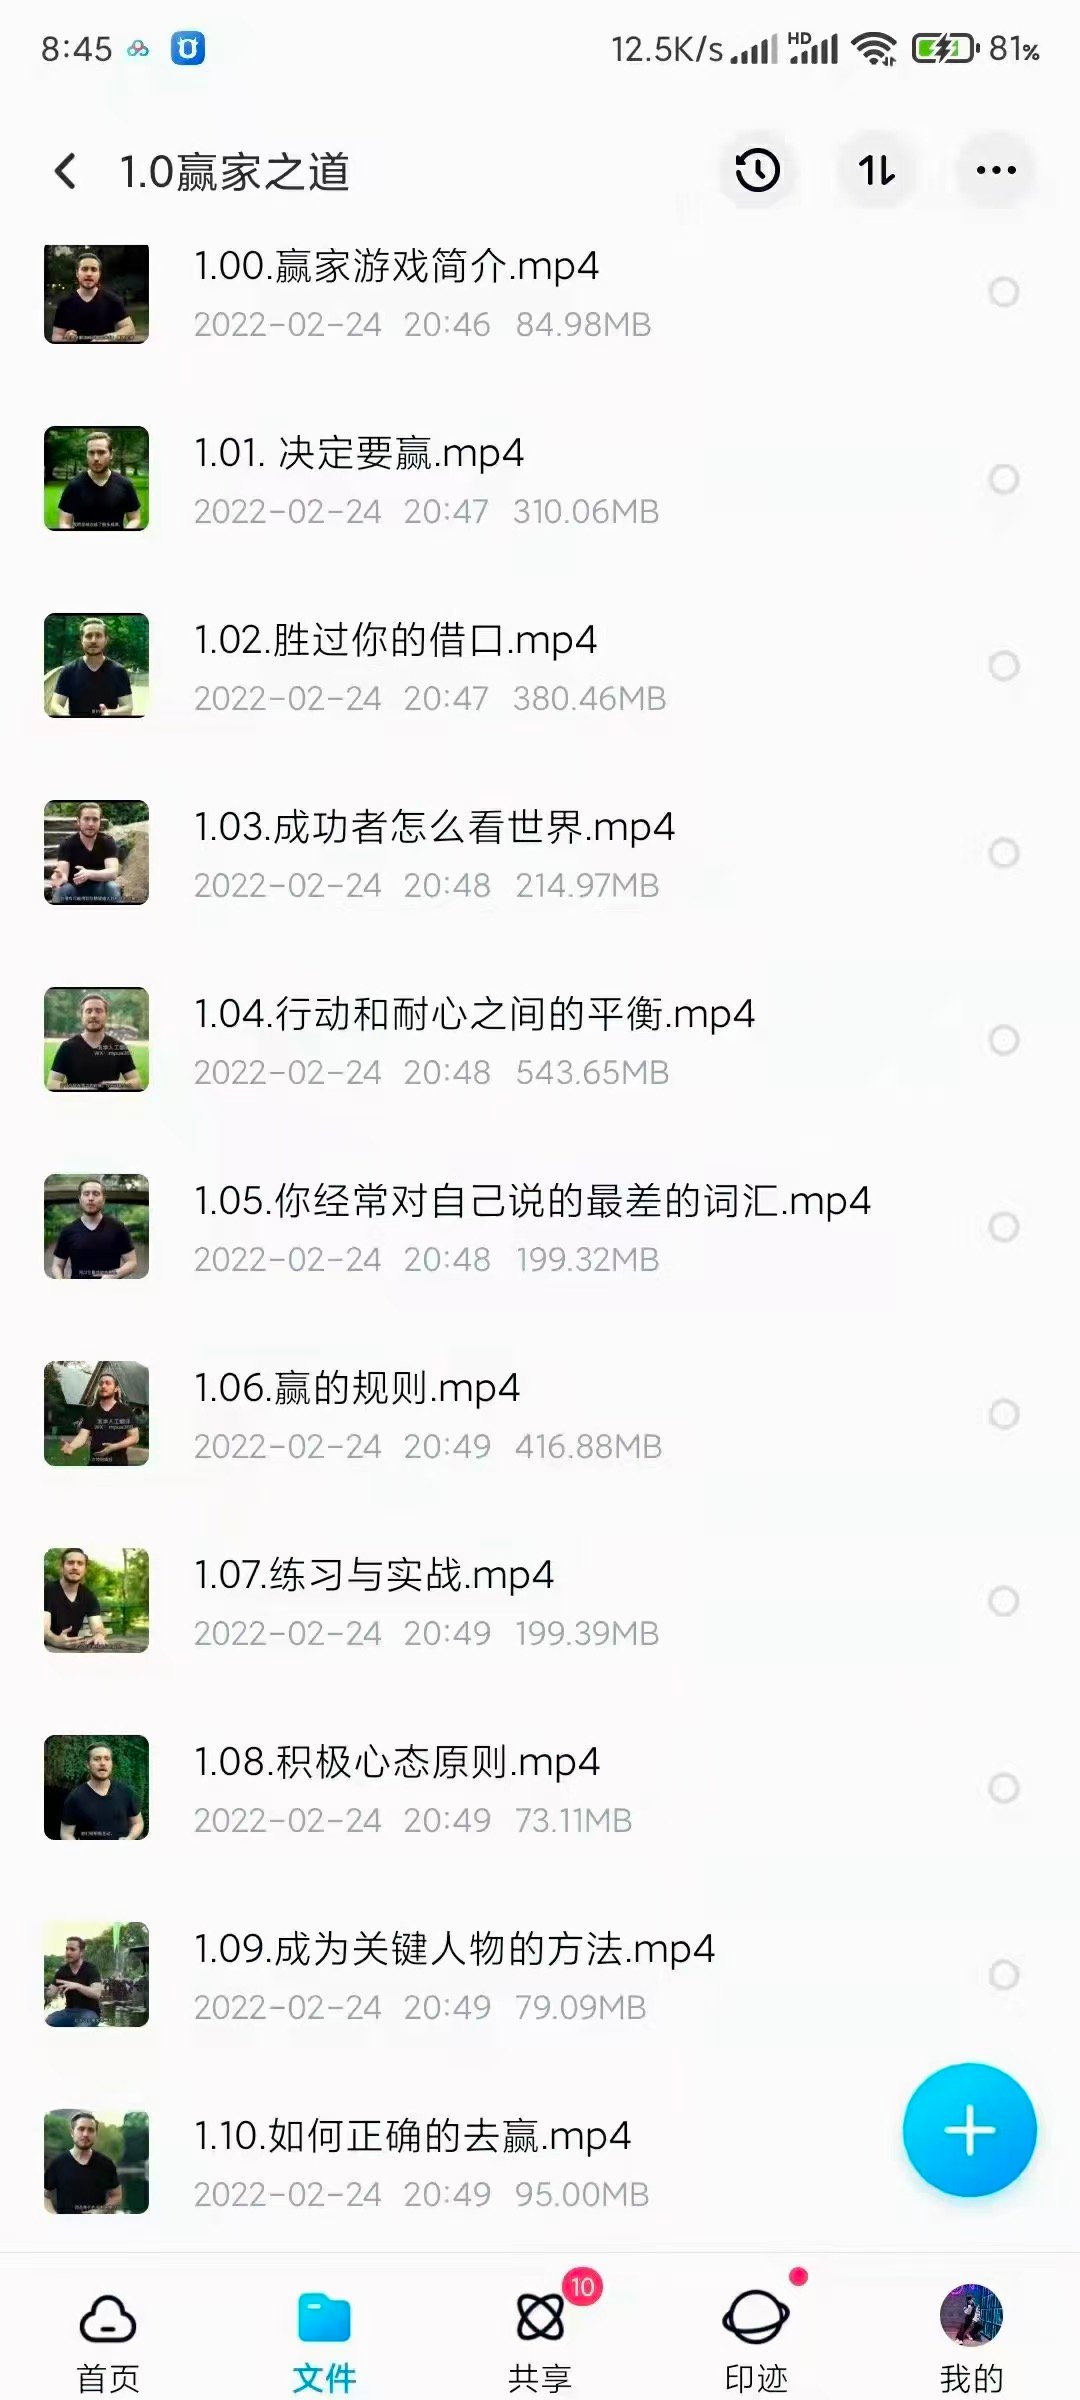 8:45 12.5K/s HD 81%
1.0赢家之道
1.00.赢家游戏简介.mp4
2022-02-24 20:46 84.98MB
1.01. 决定要赢.mp4
2022-02-24 20:47 310.06MB
1.02.胜过你的借口.mp4
2022-02-24 20:47 380.46MB
1.03.成功者怎么看世界.mp4
2022-02-24 20:48 214.97MB
1.04.行动和耐心之间的平衡.mp4
2022-02-24 20:48 543.65MB
1.05.你经常对自己说的最差的词汇.mp4
2022-02-24 20:48 199.32MB
1.06.赢的规则.mp4
2022-02-24 20:49 416.88MB
1.07.练习与实战.mp4
2022-02-24 20:49 199.39MB
1.08.积极心态原则.mp4
2022-02-24 20:49 73.11MB
1.09.成为关键人物的方法.mp4
2022-02-24 20:49 79.09MB
1.10.如何正确的去赢.mp4
2022-02-24 20:49 95.00MB
10
首页 文件 共享 印迹 我的